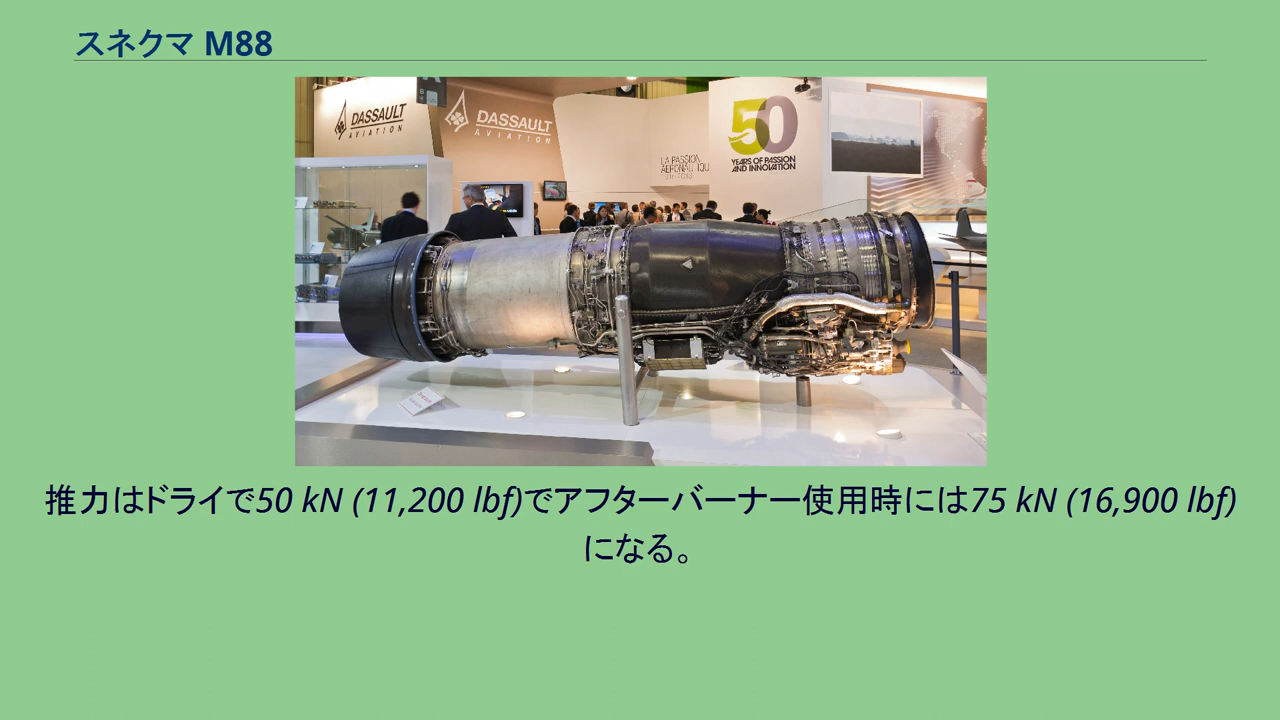 スネクマ M88
DASSAULT
AVIATION
DASSAULT
AVIATION
50
YEARS OF PASSION
AND INNOVATION
LA PASSION
推力はドライで50 kN (11,200 lbf)でアフターバーナー使用時には75 kN (16,900 lbf)
になる。